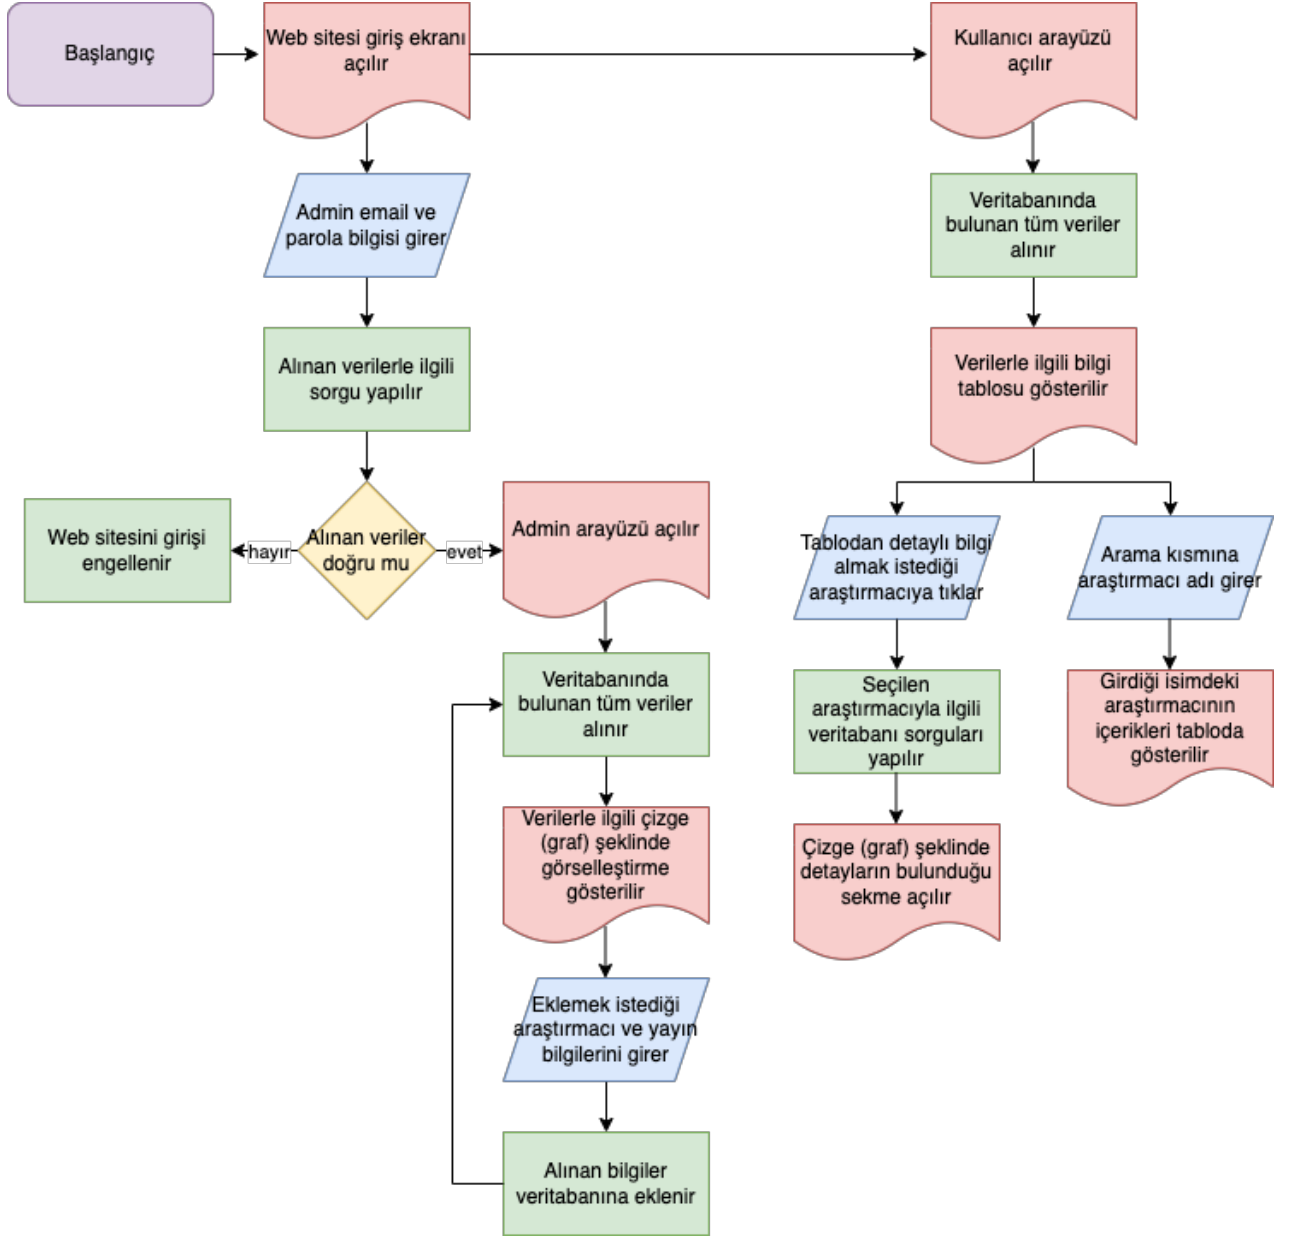 Başlangıç
Web sitesi giriş ekranı
açılır
Kullanıcı arayüzü
açılır
Admin email ve
parola bilgisi girer
Veritabanında
bulunan tüm veriler
alınır
Alınan verilerle ilgili
sorgu yapılır
Verilerle ilgili bilgi
tablosu gösterilir
Web sitesini girişi
engellenir
hayır
Alınan veriler
doğru mu
evet
Admin arayüzü açılır
Tablodan detaylı bilgi
almak istediği
araştırmacıya tıklar
Arama kısmına
araştırmacı adı girer
Veritabanında
bulunan tüm veriler
alınır
Seçilen
araştırmacıyla ilgili
veritabanı sorguları
yapılır
Girdiği isimdeki
araştırmacının
içerikleri tabloda
gösterilir
Verilerle ilgili çizge
(graf) şeklinde
görselleştirme
gösterilir
Çizge (graf) şeklinde
detayların bulunduğu
sekme açılır
Eklemek istediği
araştırmacı ve yayın
bilgilerini girer
Alınan bilgiler
veritabanına eklenir